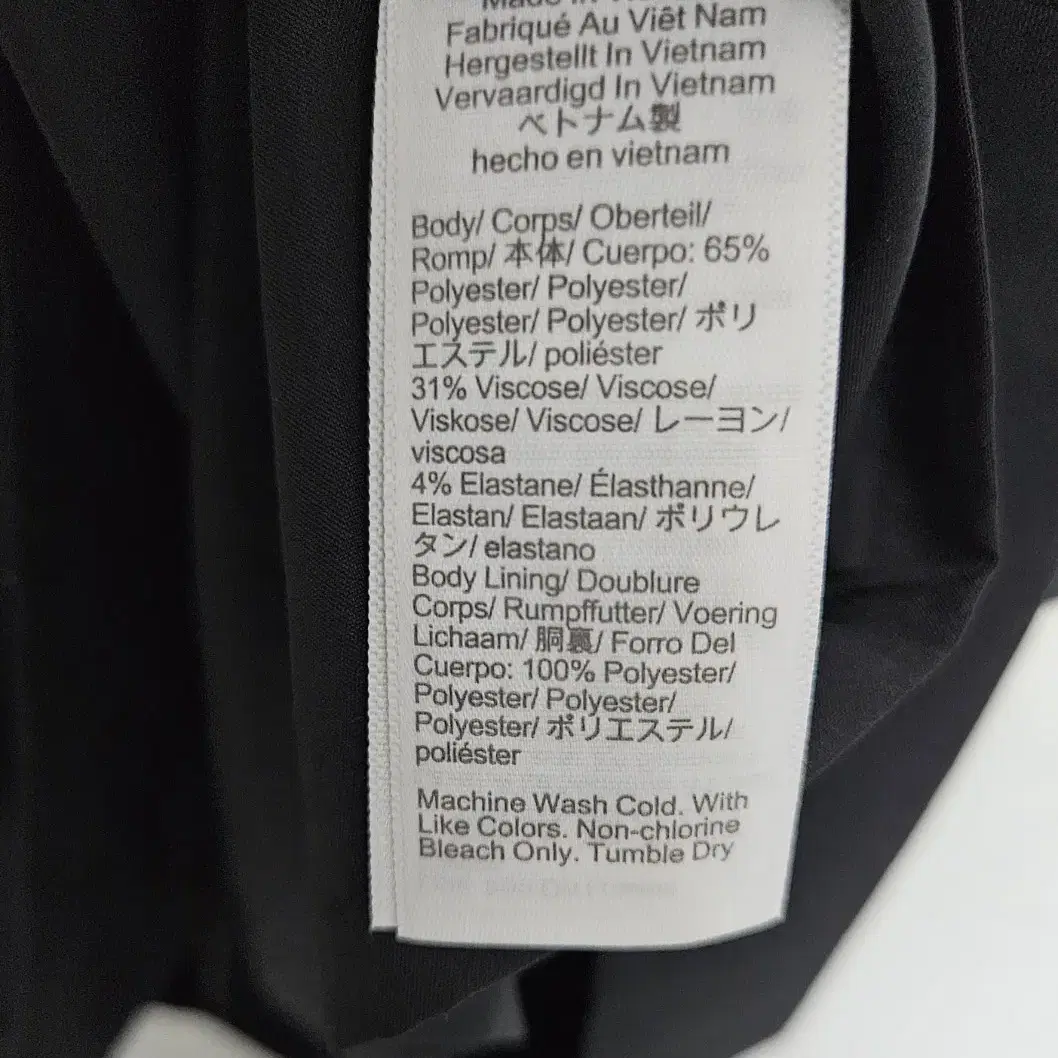 Made In
Fabriqué Au Viêt Nam
Hergestellt In Vietnam
Vervaardigd In Vietnam
ベトナム製
hecho en vietnam
Body/ Corps/ Oberteil/
Romp/ 本体/ Cuerpo: 65%
Polyester/ Polyester/
Polyester/ Polyester/ ポリ
エステル/ poliéster
31% Viscose/ Viscose/
Viskose/ Viscose/ レーヨン/
viscosa
4% Elastane/ Élasthanne/
Elastan/ Elastaan/ ポリウレ
タン/ elastano
Body Lining/ Doublure
Corps/ Rumpffutter/ Voering
Lichaam/ 胴裏/ Forro Del
Cuerpo: 100% Polyester/
Polyester/ Polyester/
Polyester/ ポリエステル/
poliéster
Machine Wash Cold. With
Like Colors. Non-chlorine
Bleach Only. Tumble Dry